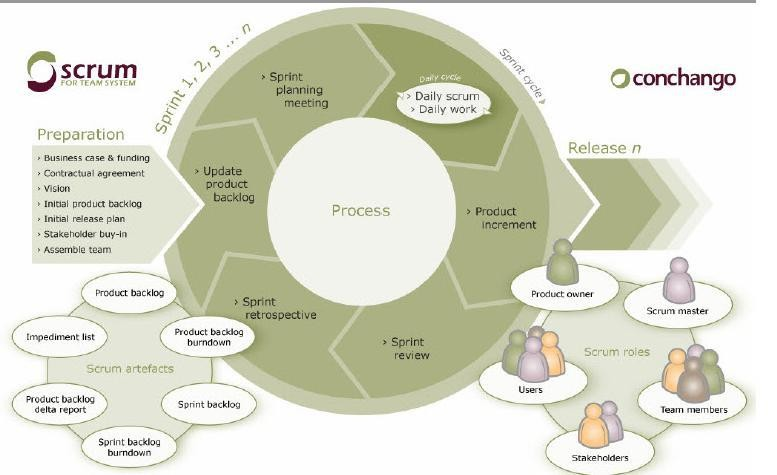 scrum
FOR TEAM SYSTEM
conchango
Sprint 1, 2, 3 ... n
Sprint cycle
Preparation
› Business case & funding
› Contractual agreement
› Vision
› Initial product backlog
› Initial release plan
› Stakeholder buy-in
› Assemble team
› Sprint
planning
meeting
Daily cycle
› Daily scrum
› Daily work
› Update
product
backlog
Process
› Product
increment
› Sprint
retrospective
› Sprint
review
Release n
Scrum artefacts
Product backlog
Impediment list
Product backlog
burndown
Product backlog
delta report
Sprint backlog
Sprint backlog
burndown
Scrum roles
Product owner
Scrum master
Users
Team members
Stakeholders